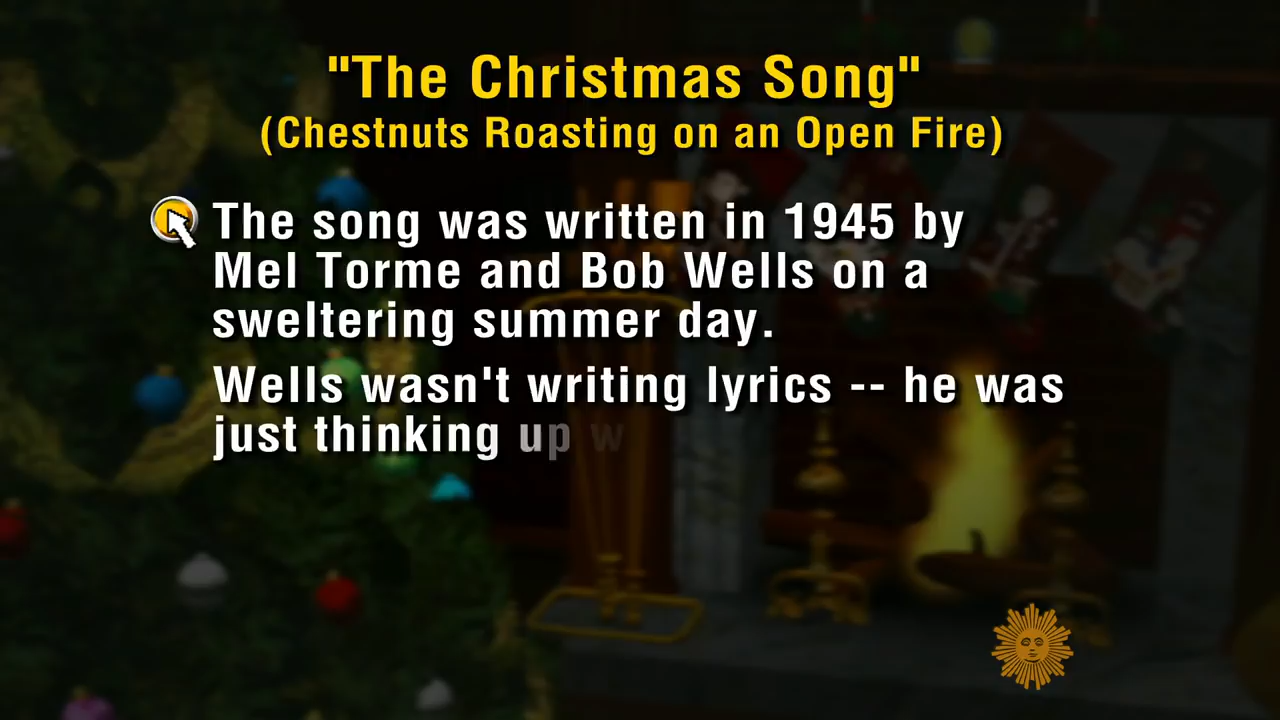 "The Christmas Song"
(Chestnuts Roasting on an Open Fire)
The song was written in 1945 by
Mel Torme and Bob Wells on a
sweltering summer day.
Wells wasn't writing lyrics -- he was
just thinking up w